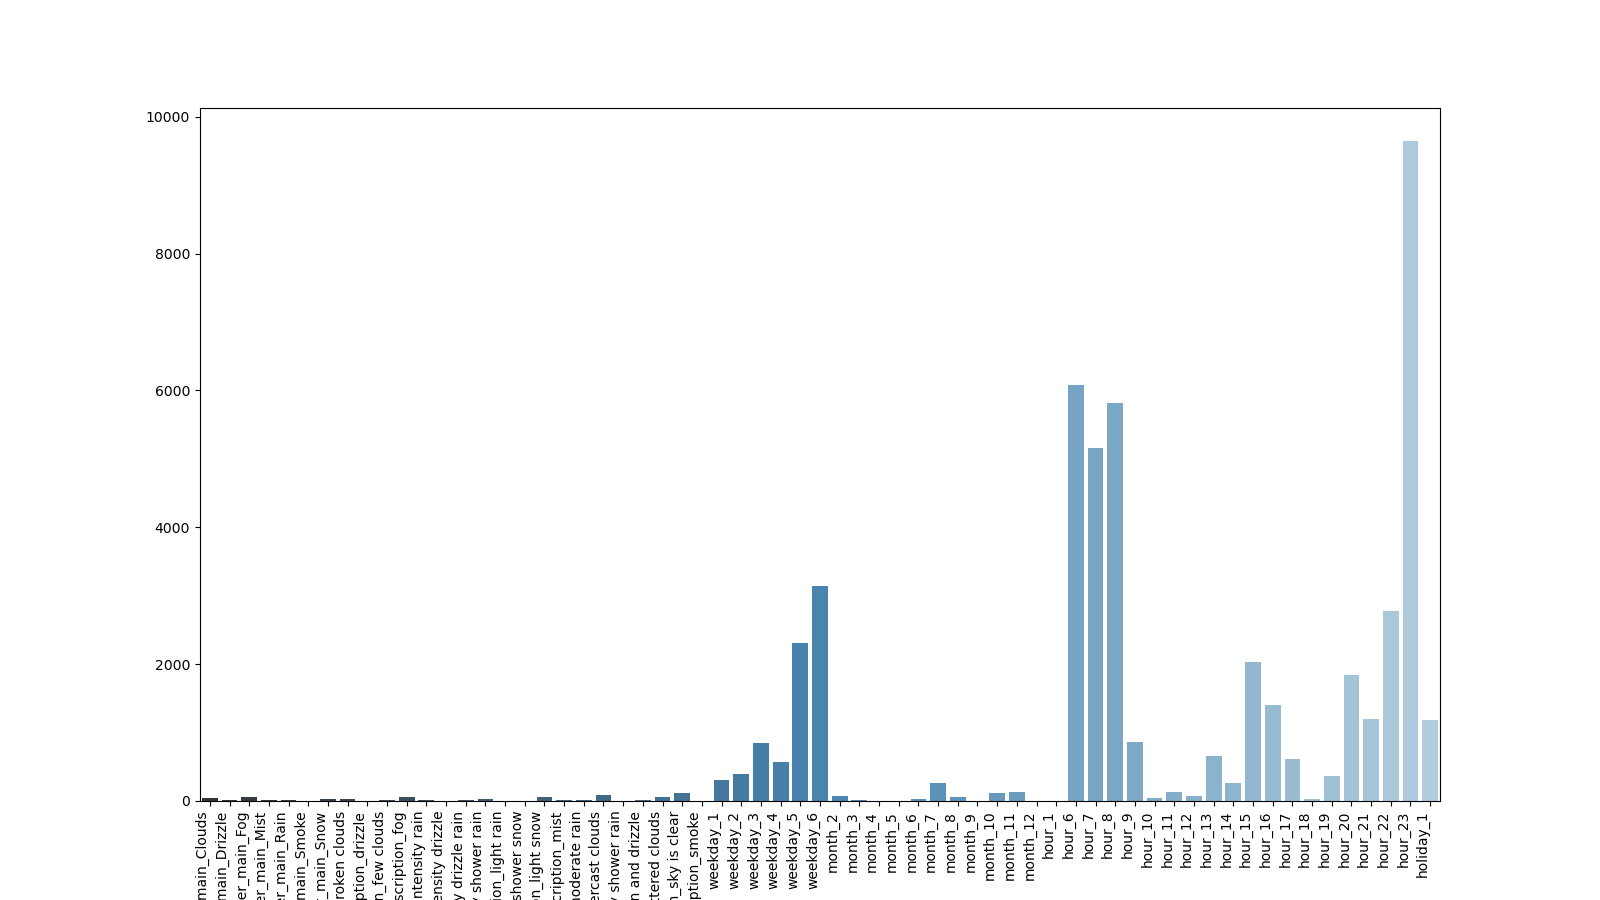 10000
8000
6000
4000
2000
0
main_Clouds
main_Drizzle
er_main_Fog
er_main_Mist
er_main_Rain
main_Smoke
_main_Snow
roken clouds
ption_drizzle
n_few clouds
scription_fog
ntensity rain
ensity drizzle
y drizzle rain
y shower rain
ion_light rain
shower snow
on_light snow
cription_mist
noderate rain
ercast clouds
y shower rain
n and drizzle
ttered clouds
n_sky is clear
ption_smoke
weekday_1
weekday_2
weekday_3
weekday_4
weekday_5
weekday_6
month_2
month_3
month_4
month_5
month_6
month_7
month_8
month_9
month_10
month_11
month_12
hour_1
hour_6
hour_7
hour_8
hour_9
hour_10
hour_11
hour_12
hour_13
hour_14
hour_15
hour_16
hour_17
hour_18
hour_19
hour_20
hour_21
hour_22
hour_23
holiday_1